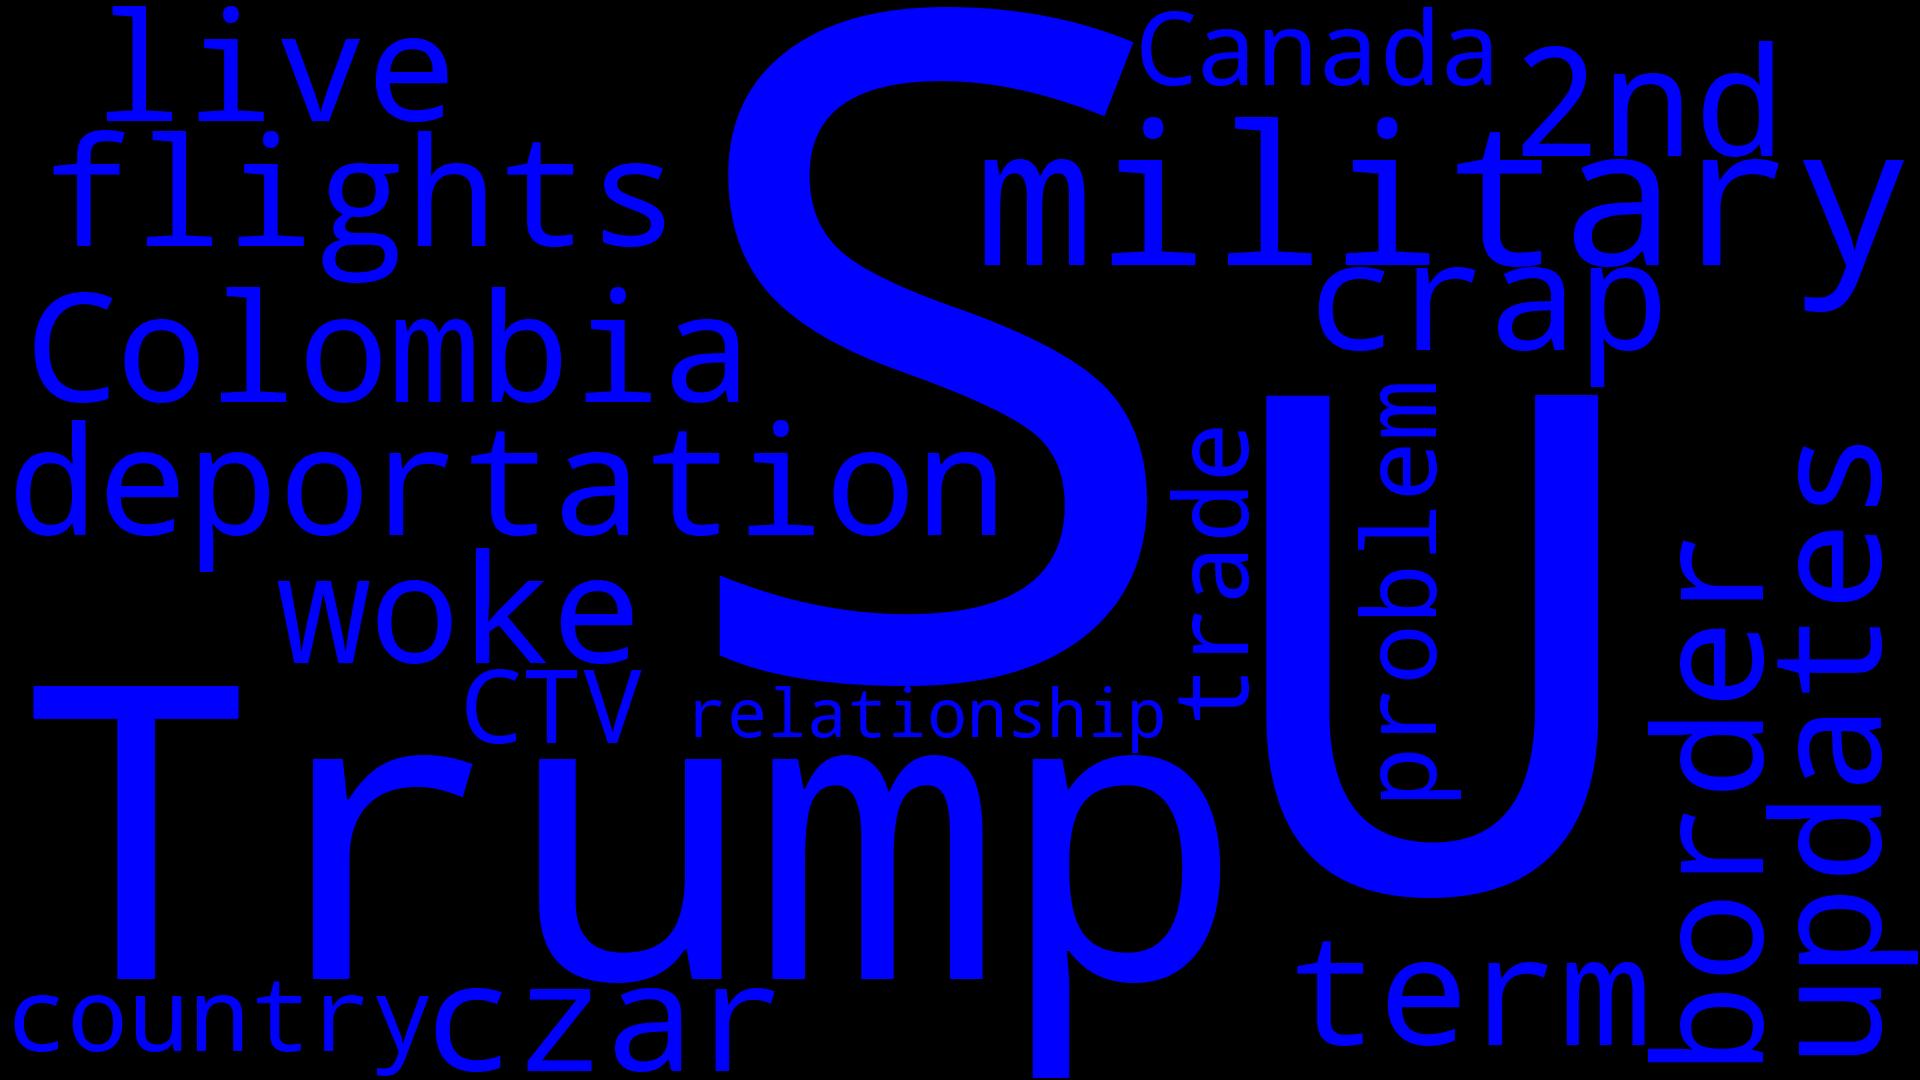 live
Canada
2nd
S
military
flights
crap
Colombia
deportation
trade
problem
U
woke
border
updates
CTV
relationship
Trump
term
country
czar